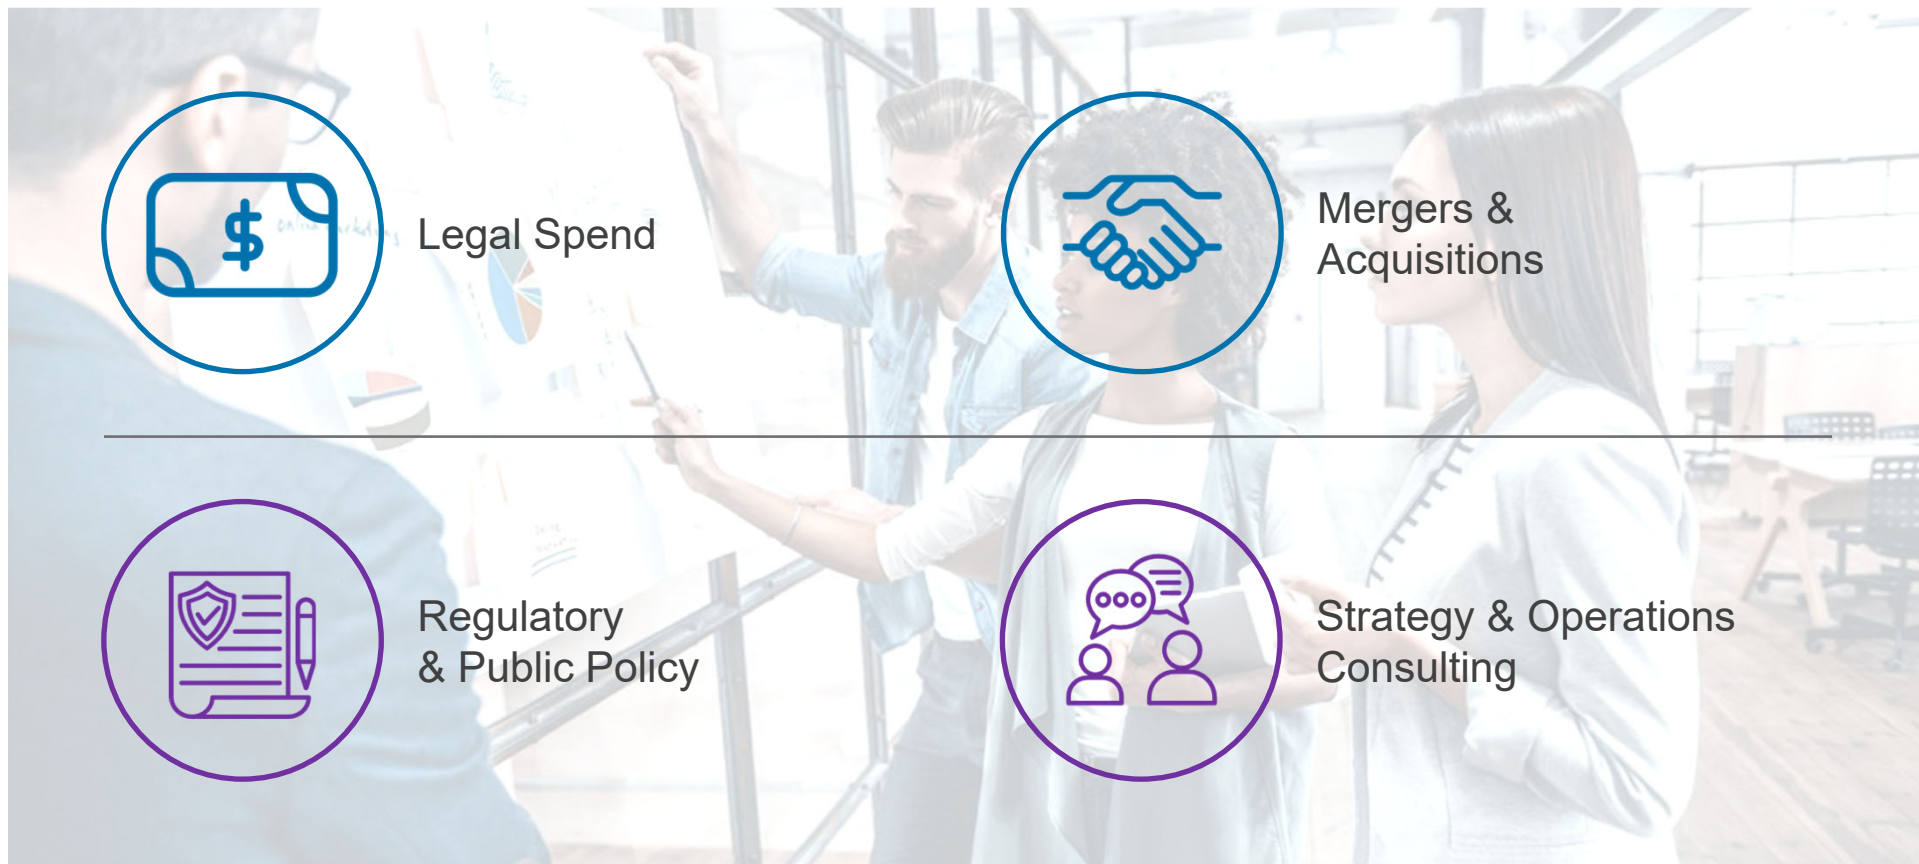 Legal Spend
Mergers &
Acquisitions
$
Regulatory
& Public Policy
Strategy & Operations
Consulting